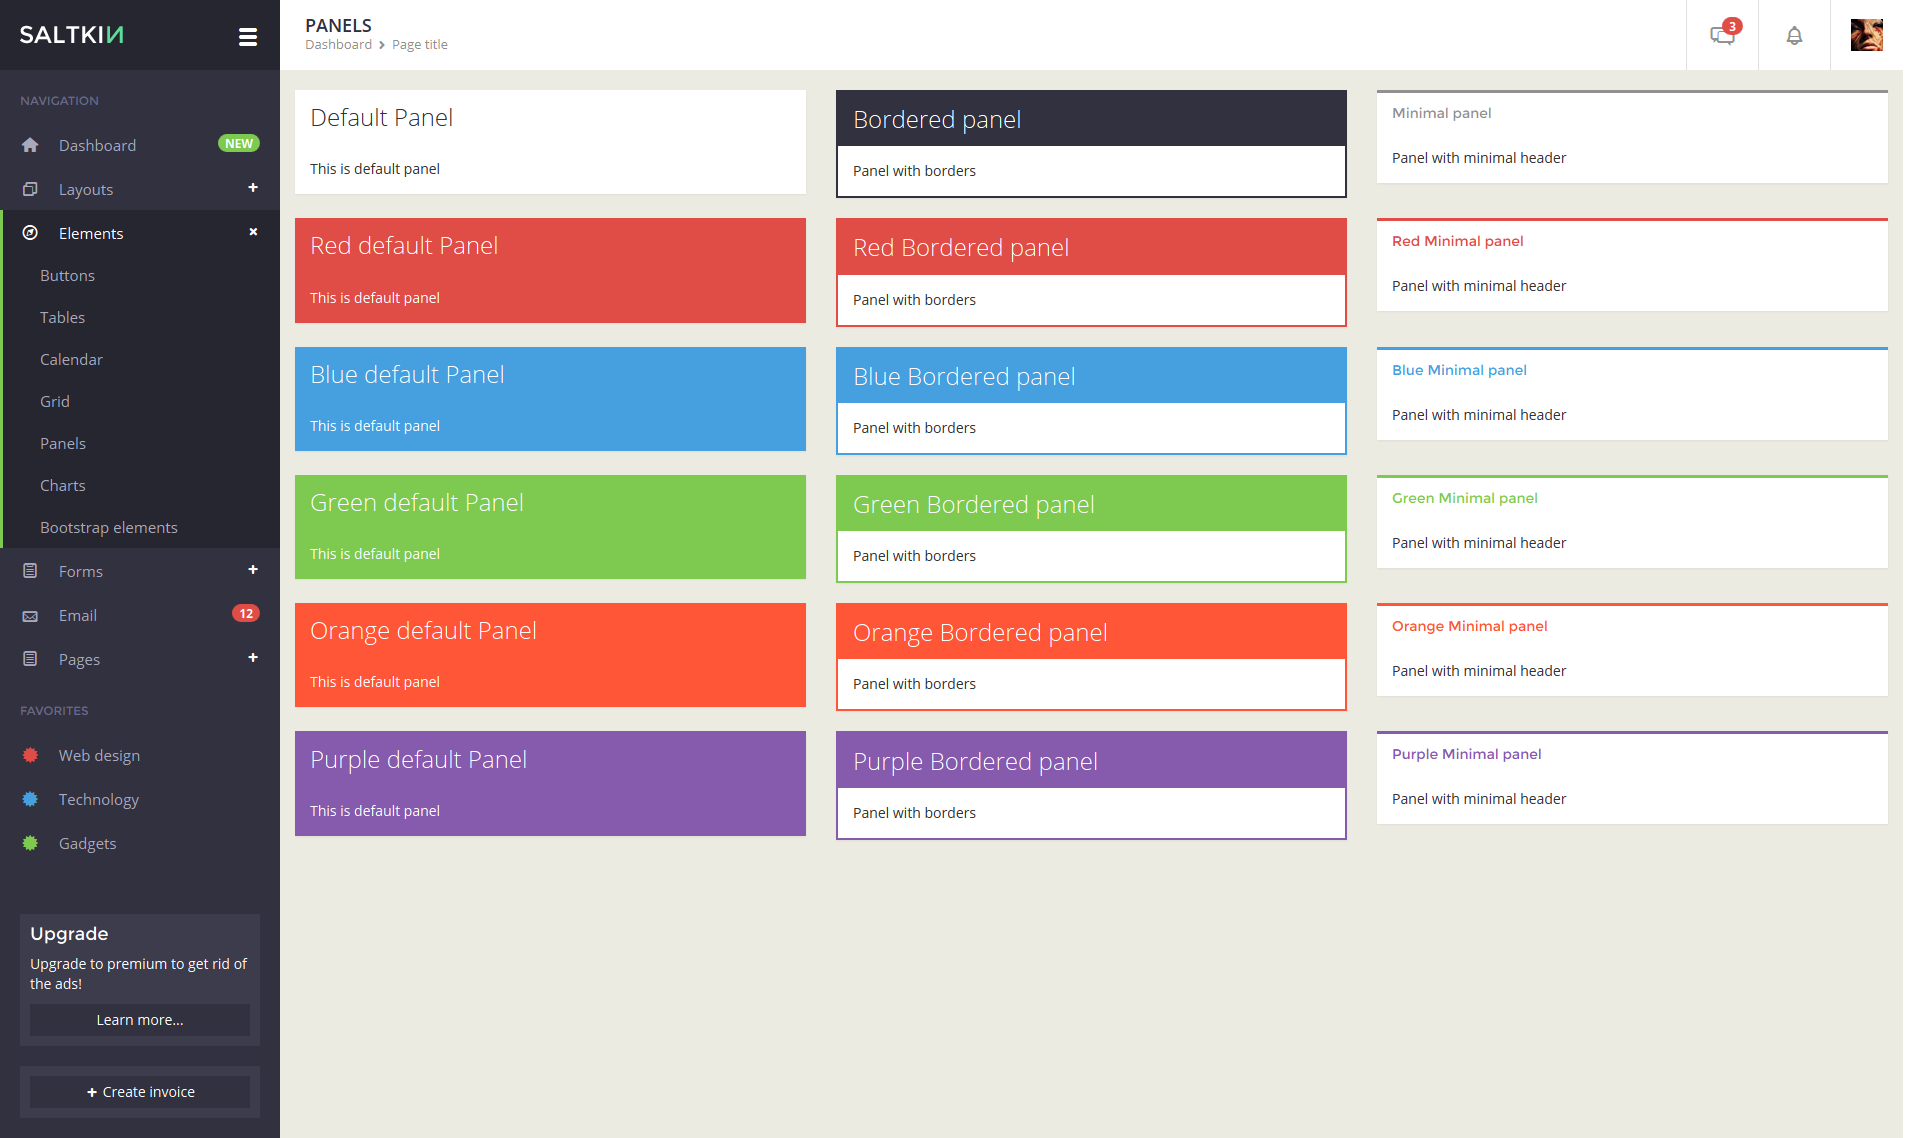 SALTKIN
NAVIGATION
Dashboard
NEW
Layouts
+
Elements
Buttons
Tables
Calendar
Grid
Panels
Charts
Bootstrap elements
Forms
+
Email
12
Pages
+
FAVORITES
Web design
Technology
Gadgets
Upgrade
Upgrade to premium to get rid of
the ads!
Learn more...
+ Create invoice
PANELS
Dashboard > Page title
3
Default Panel
This is default panel
Bordered panel
Panel with borders
Minimal panel
Panel with minimal header
Red default Panel
This is default panel
Red Bordered panel
Panel with borders
Red Minimal panel
Panel with minimal header
Blue default Panel
This is default panel
Blue Bordered panel
Panel with borders
Blue Minimal panel
Panel with minimal header
Green default Panel
This is default panel
Green Bordered panel
Panel with borders
Green Minimal panel
Panel with minimal header
Orange default Panel
This is default panel
Orange Bordered panel
Panel with borders
Orange Minimal panel
Panel with minimal header
Purple default Panel
This is default panel
Purple Bordered panel
Panel with borders
Purple Minimal panel
Panel with minimal header